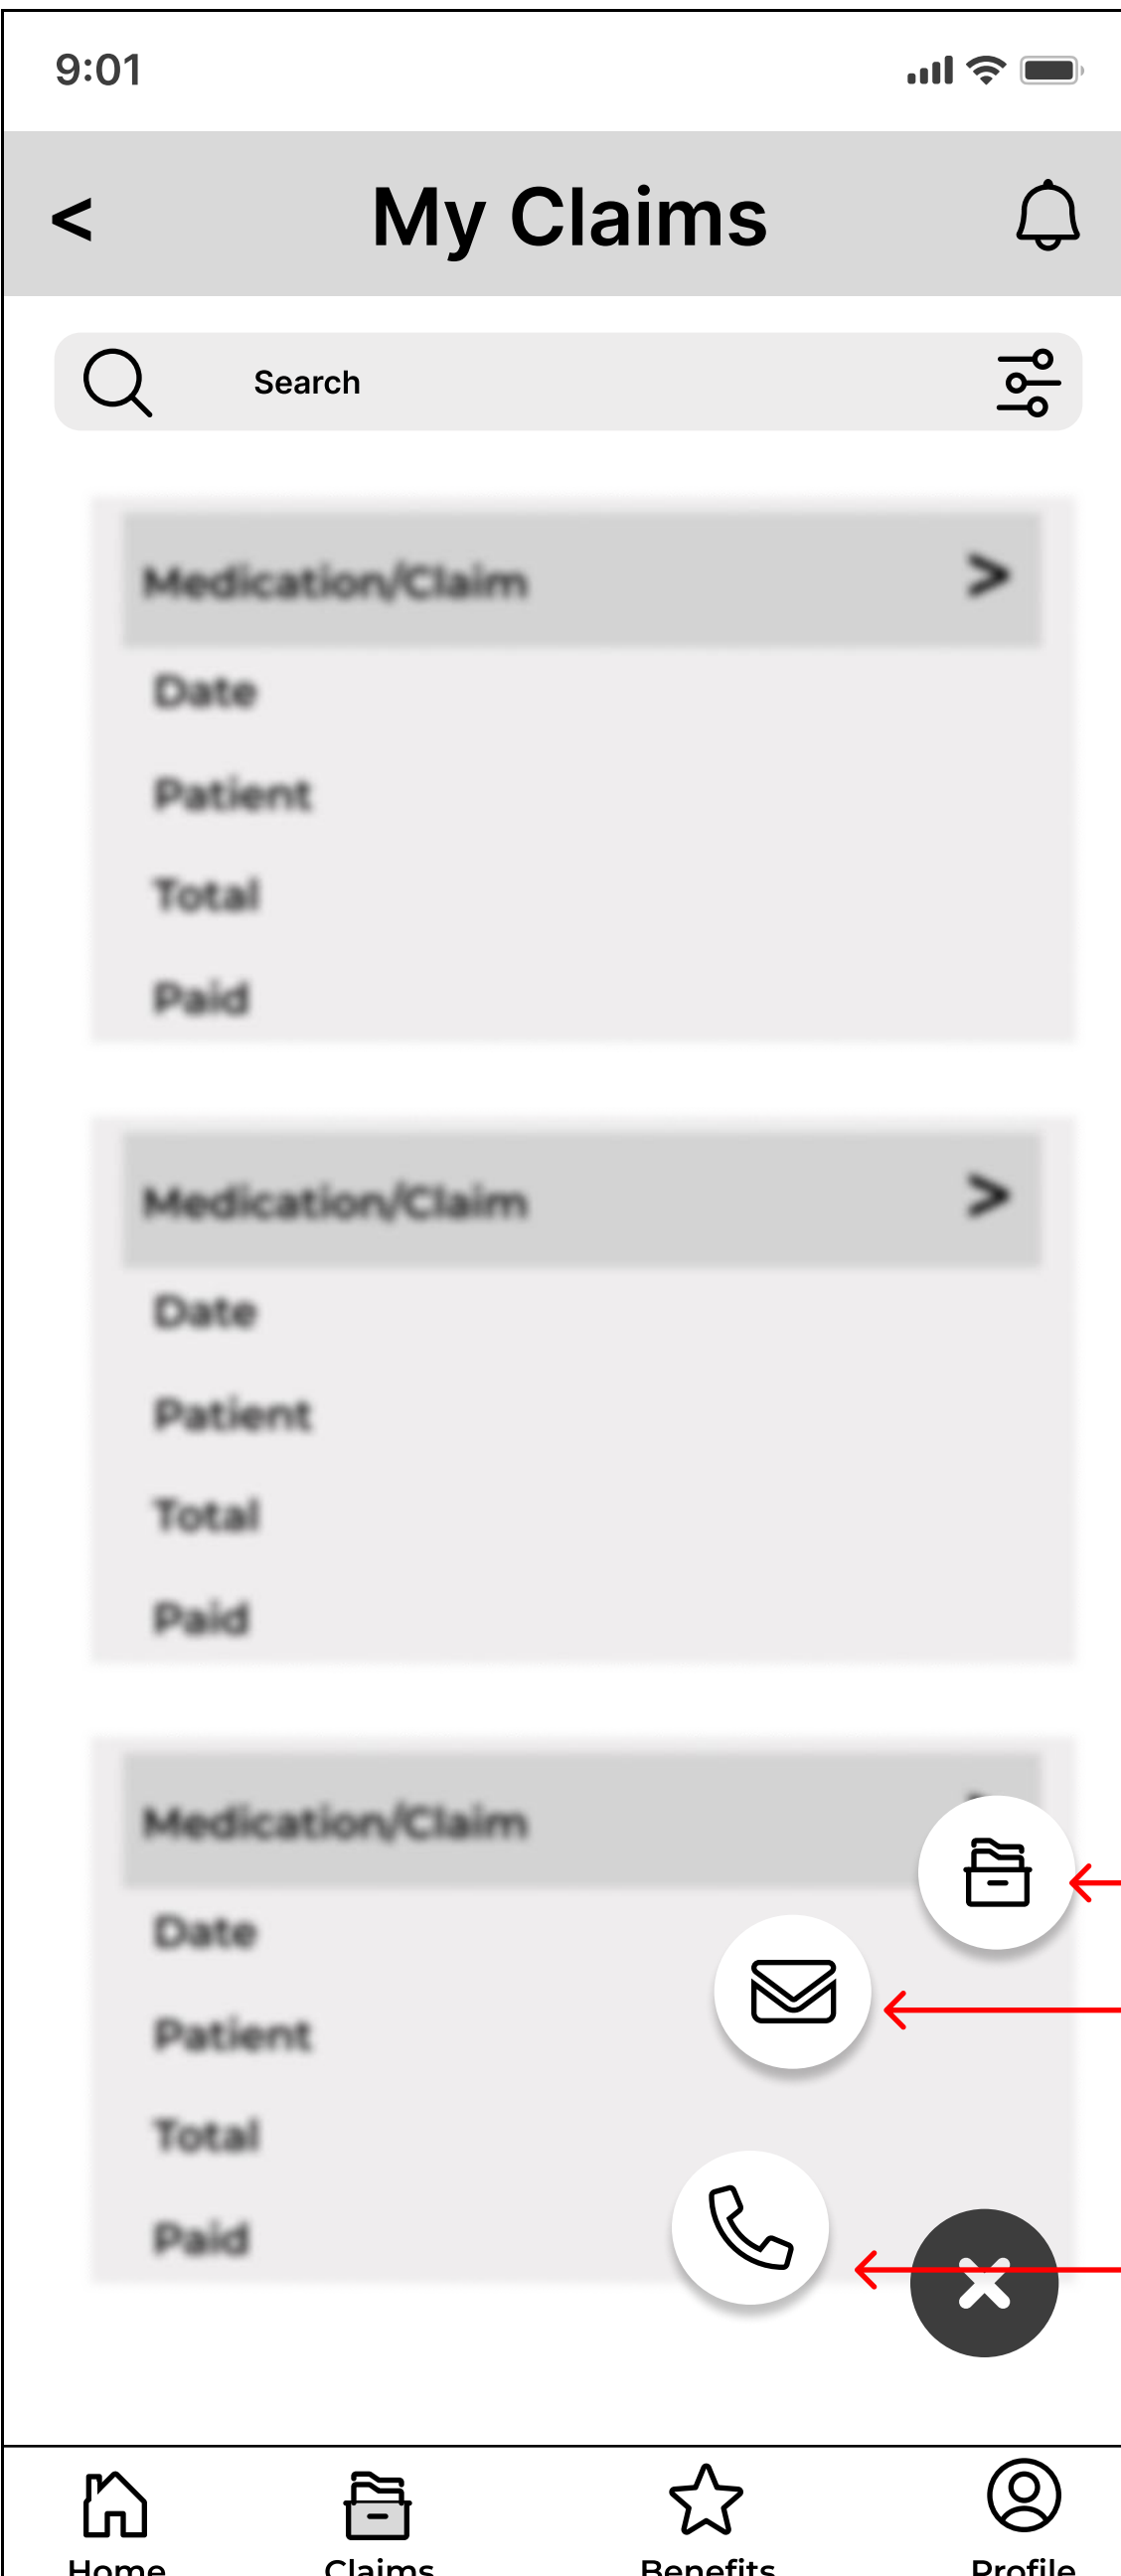 9:01
< My Claims
Search
Medication/Claim >
Date
Patient
Total
Paid
Medication/Claim >
Date
Patient
Total
Paid
Medication/Claim
Date
Patient
Total
Paid
Home Claims Benefits Profile